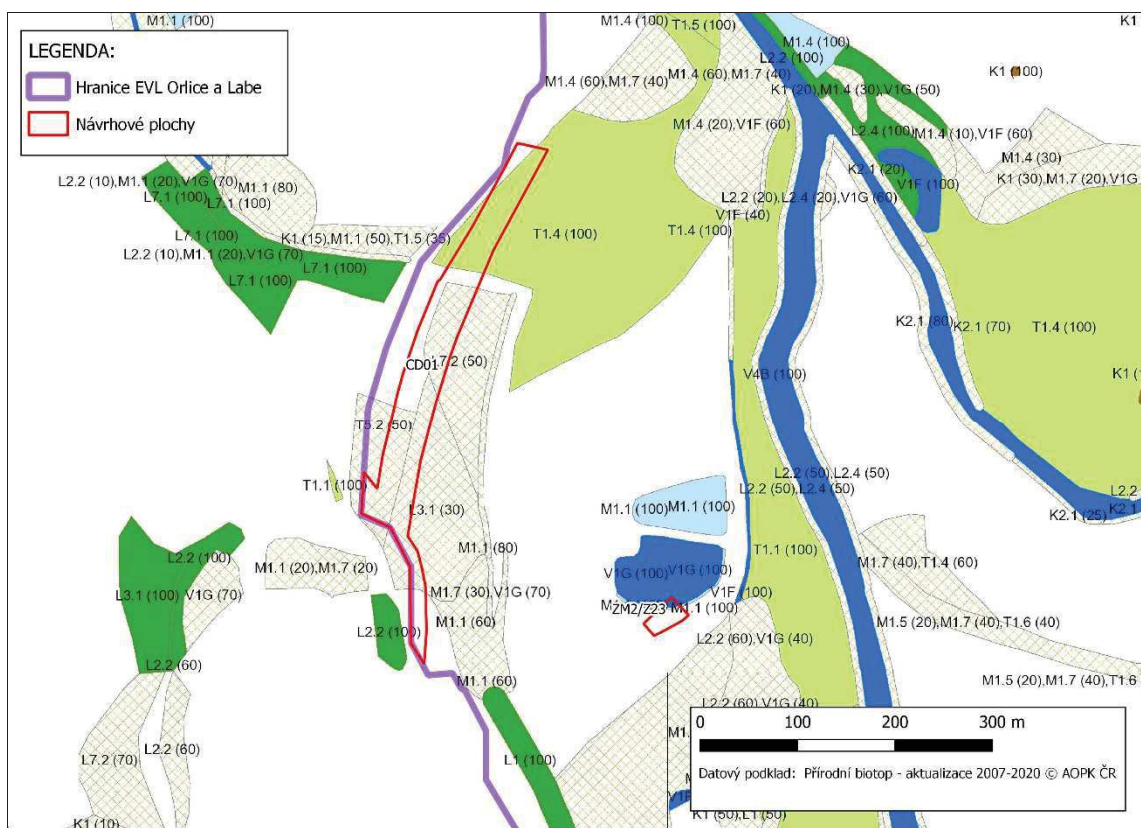 M1.1 (100)
LEGENDA:
Hranice EVL Orlice a Labe
Návrhové plochy
M1.4 (100)
T1.5 (100)
K1
M1.4 (100)
L2.2 (100)
K1 (100)
M1.4 (60),M1.7 (40)
M1.4 (60),M1.7 (40)
K1 (20),M1.4 (30),V1G (50)
M1.4 (20),V1F (60)
L2.4 (100)
M1.4 (10),V1F (60)
M1.4 (30)
K2.1 (20)
K1 (30),M1.7 (20),V1G
V1F (100)
L2.2 (10),M1.1 (20),V1G (70)
M1.1 (80)
L7.1 (100)
L7.1 (100)
L2.2 (20),L2.4 (20),V1G (60)
V1F (40)
T1.4 (100)
T1.4 (100)
L7.1 (100)
K1 (15),M1.1 (50),T1.5 (35)
L2.2 (10),M1.1 (20),V1G (70)
L7.1 (100)
L7.1 (100)
K2.1 (80)
K2.1 (70)
T1.4 (100)
CD01
7.2 (50)
V4B (100)
K1 (1
T5.2 (50)
T1.1 (100)
L2.2 (50),L2.4 (50)
L2.2 (50),L2.4 (50)
L2.2
K2.1
K2.1 (25)
L3.1 (30)
M1.1 (100)
M1.1 (100)
L2.2 (100)
M1.1 (80)
T1.1 (100)
M1.1 (20),M1.7 (20)
V1G (100)
V1G (100)
M1.7 (40),T1.4 (60)
L3.1 (100)
V1G (70)
M1.7 (30),V1G (70)
V1F (100)
ZM2/Z23
M1.1 (100)
M1.1 (60)
L2.2 (100)
L2.2 (60),V1G (40)
M1.5 (20),M1.7 (40),T1.6 (40)
L2.2 (60)
M1.1 (60)
M1.5 (20),M1.7 (40),T1.6
L2.2 (60),V1G (40)
0 100 200 300 m
L2.2 (60)
L7.2 (70)
L1 (100)
Datový podklad: Přírodní biotop - aktualizace 2007-2020 © AOPK ČR
K1 (10)
K1 (50),L1 (50)